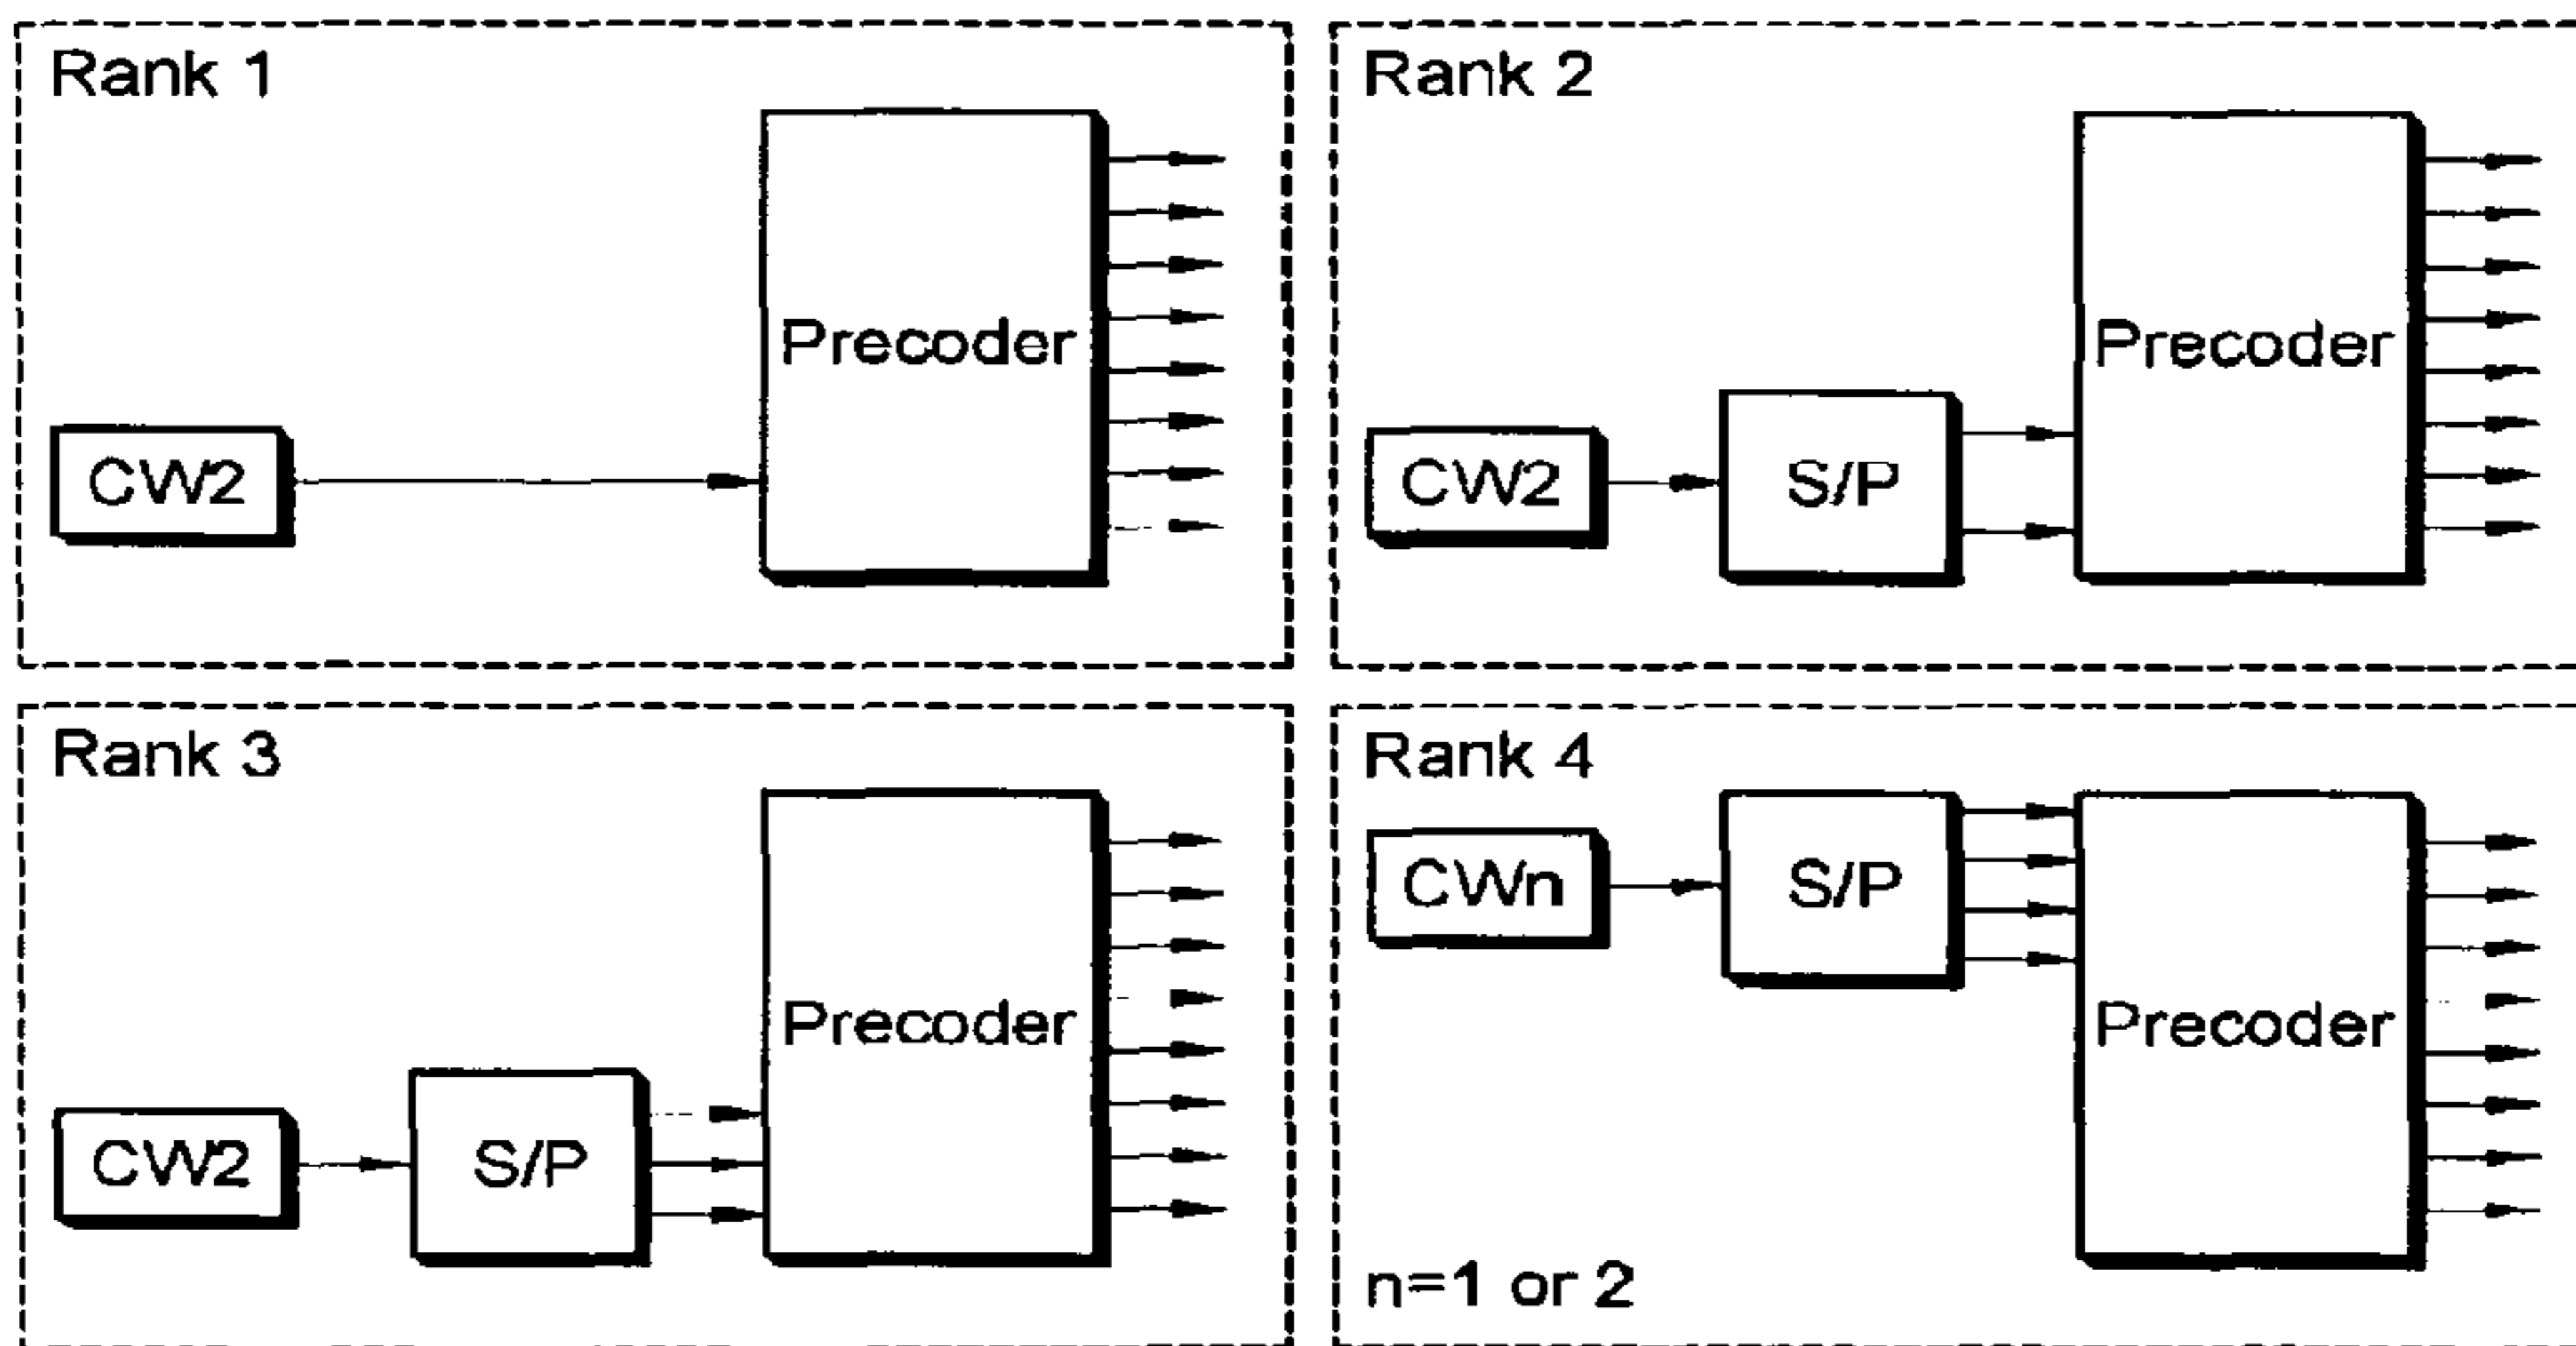 Rank 1
Precoder
CW2
Rank 2
Precoder
CW2
S/P
Rank 3
Precoder
CW2
S/P
Rank 4
CWn
S/P
Precoder
n=1 or 2